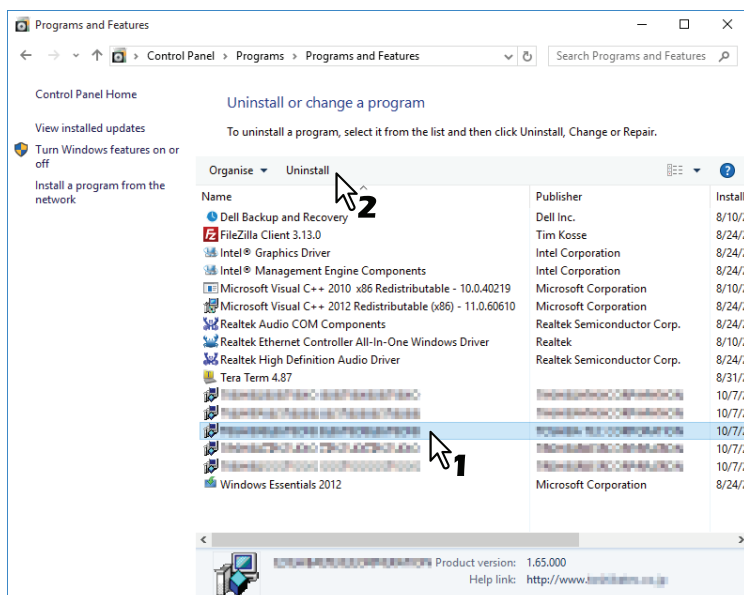 Programs and Features
Control Panel > Programs > Programs and Features
Search Programs and Features
Control Panel Home
View installed updates
Turn Windows features on or
off
Install a program from the
network
Uninstall or change a program
To uninstall a program, select it from the list and then click Uninstall, Change or Repair.
Organise Uninstall
2
Name Publisher Install
Dell Backup and Recovery Dell Inc. 8/10/
FileZilla Client 3.13.0 Tim Kosse 8/24/
Intel® Graphics Driver Intel Corporation 8/24/
Intel® Management Engine Components Intel Corporation 8/24/
Microsoft Visual C++ 2010 x86 Redistributable - 10.0.40219 Microsoft Corporation 8/10/
Microsoft Visual C++ 2012 Redistributable (x86) - 11.0.60610 Microsoft Corporation 8/24/
Realtek Audio COM Components Realtek Semiconductor Corp. 8/24/
Realtek Ethernet Controller All-In-One Windows Driver Realtek 8/10/
Realtek High Definition Audio Driver Realtek Semiconductor Corp. 8/24/
Tera Term 4.87 8/31/
10/7/
10/7/
10/7/
10/7/
1
10/7/
Windows Essentials 2012 Microsoft Corporation 8/24/
Product version: 1.65.000
Help link: http://www.